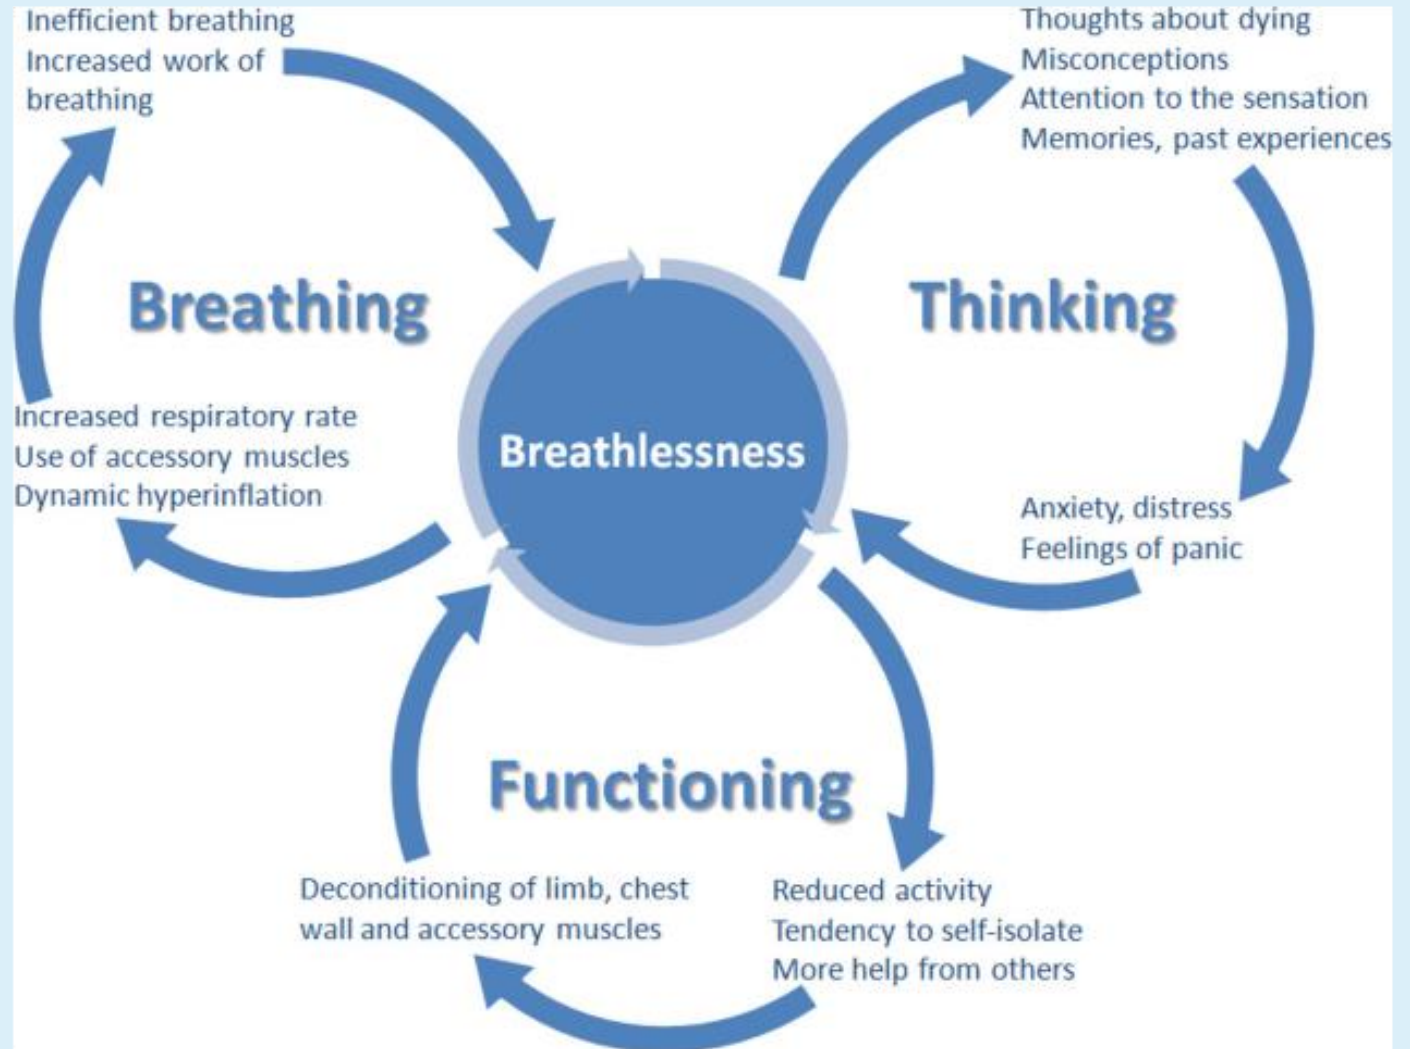 Inefficient breathing
Increased work of
breathing
Thoughts about dying
Misconceptions
Attention to the sensation
Memories, past experiences
Breathing
Thinking
Increased respiratory rate
Use of accessory muscles
Dynamic hyperinflation
Breathlessness
Anxiety, distress
Feelings of panic
Functioning
Deconditioning of limb, chest
wall and accessory muscles
Reduced activity
Tendency to self-isolate
More help from others